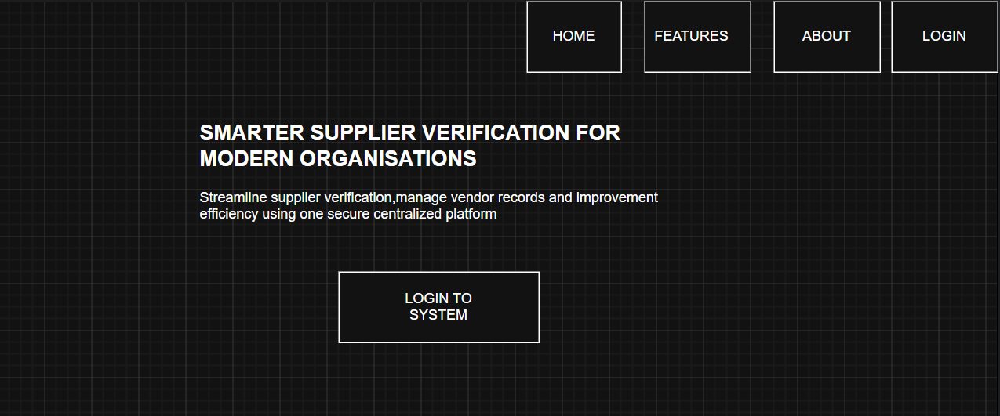 HOME
FEATURES
ABOUT
LOGIN
SMARTER SUPPLIER VERIFICATION FOR
MODERN ORGANISATIONS
Streamline supplier verification,manage vendor records and improvement
efficiency using one secure centralized platform
LOGIN TO
SYSTEM